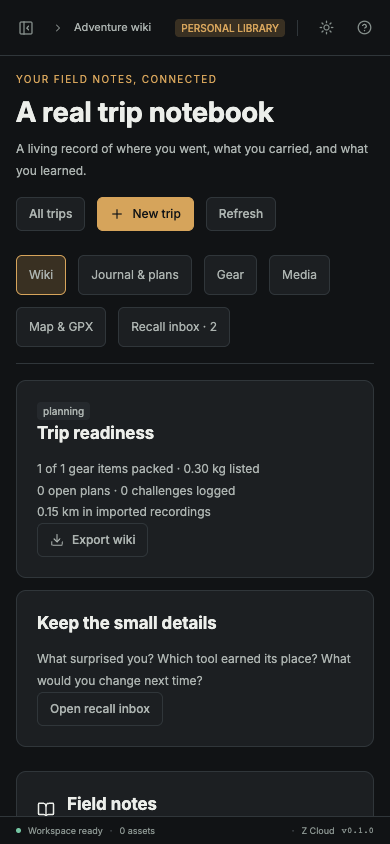 Adventure wiki
PERSONAL LIBRARY
YOUR FIELD NOTES, CONNECTED
A real trip notebook
A living record of where you went, what you carried, and what
you learned.
All trips
New trip
Refresh
Wiki
Journal & plans
Gear
Media
Map & GPX
Recall inbox · 2
planning
Trip readiness
1 of 1 gear items packed · 0.30 kg listed
0 open plans · 0 challenges logged
0.15 km in imported recordings
Export wiki
Keep the small details
What surprised you? Which tool earned its place? What
would you change next time?
Open recall inbox
Field notes
Workspace ready · 0 assets
· Z Cloud v0.1.0